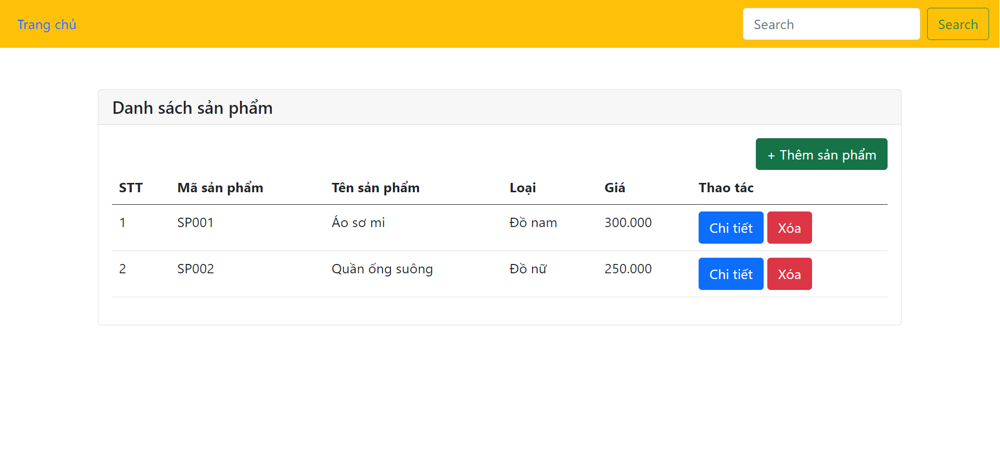 Trang chủ Search Search
Danh sách sản phẩm
+ Thêm sản phẩm
STT Mã sản phẩm Tên sản phẩm Loại Giá Thao tác
1 SP001 Áo sơ mi Đồ nam 300.000 Chi tiết Xóa
2 SP002 Quần ống suông Đồ nữ 250.000 Chi tiết Xóa